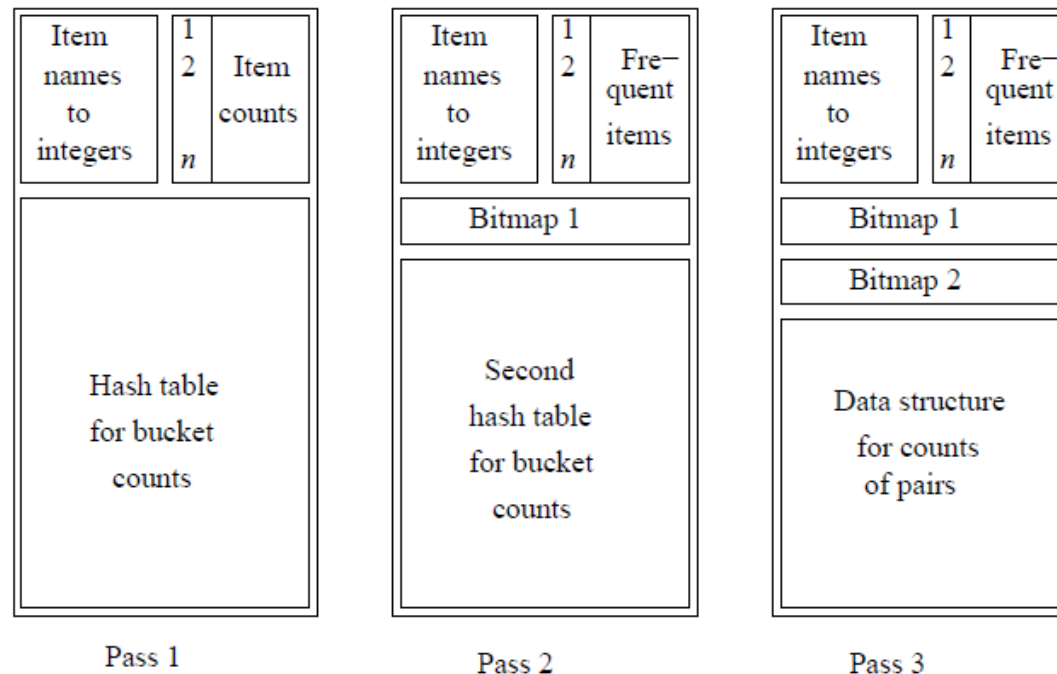 Item
names
to
integers
1
2
n
Item
counts
Hash table
for bucket
counts
Pass 1
Item
names
to
integers
1
2
n
Fre−
quent
items
Bitmap 1
Second
hash table
for bucket
counts
Pass 2
Item
names
to
integers
1
2
n
Fre−
quent
items
Bitmap 1
Bitmap 2
Data structure
for counts
of pairs
Pass 3